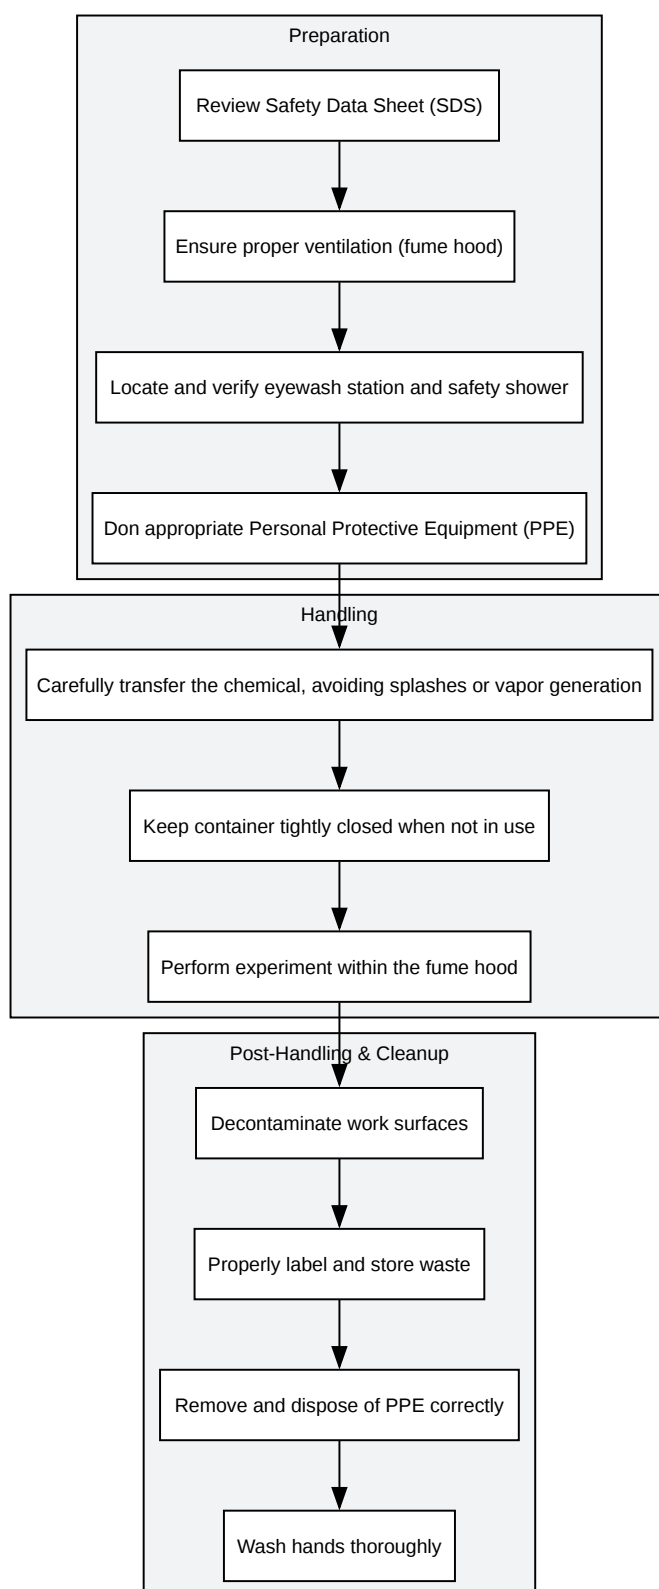 Preparation
Review Safety Data Sheet (SDS)
Ensure proper ventilation (fume hood)
Locate and verify eyewash station and safety shower
Don appropriate Personal Protective Equipment (PPE)
Handling
Carefully transfer the chemical, avoiding splashes or vapor generation
Keep container tightly closed when not in use
Perform experiment within the fume hood
Post-Handling & Cleanup
Decontaminate work surfaces
Properly label and store waste
Remove and dispose of PPE correctly
Wash hands thoroughly